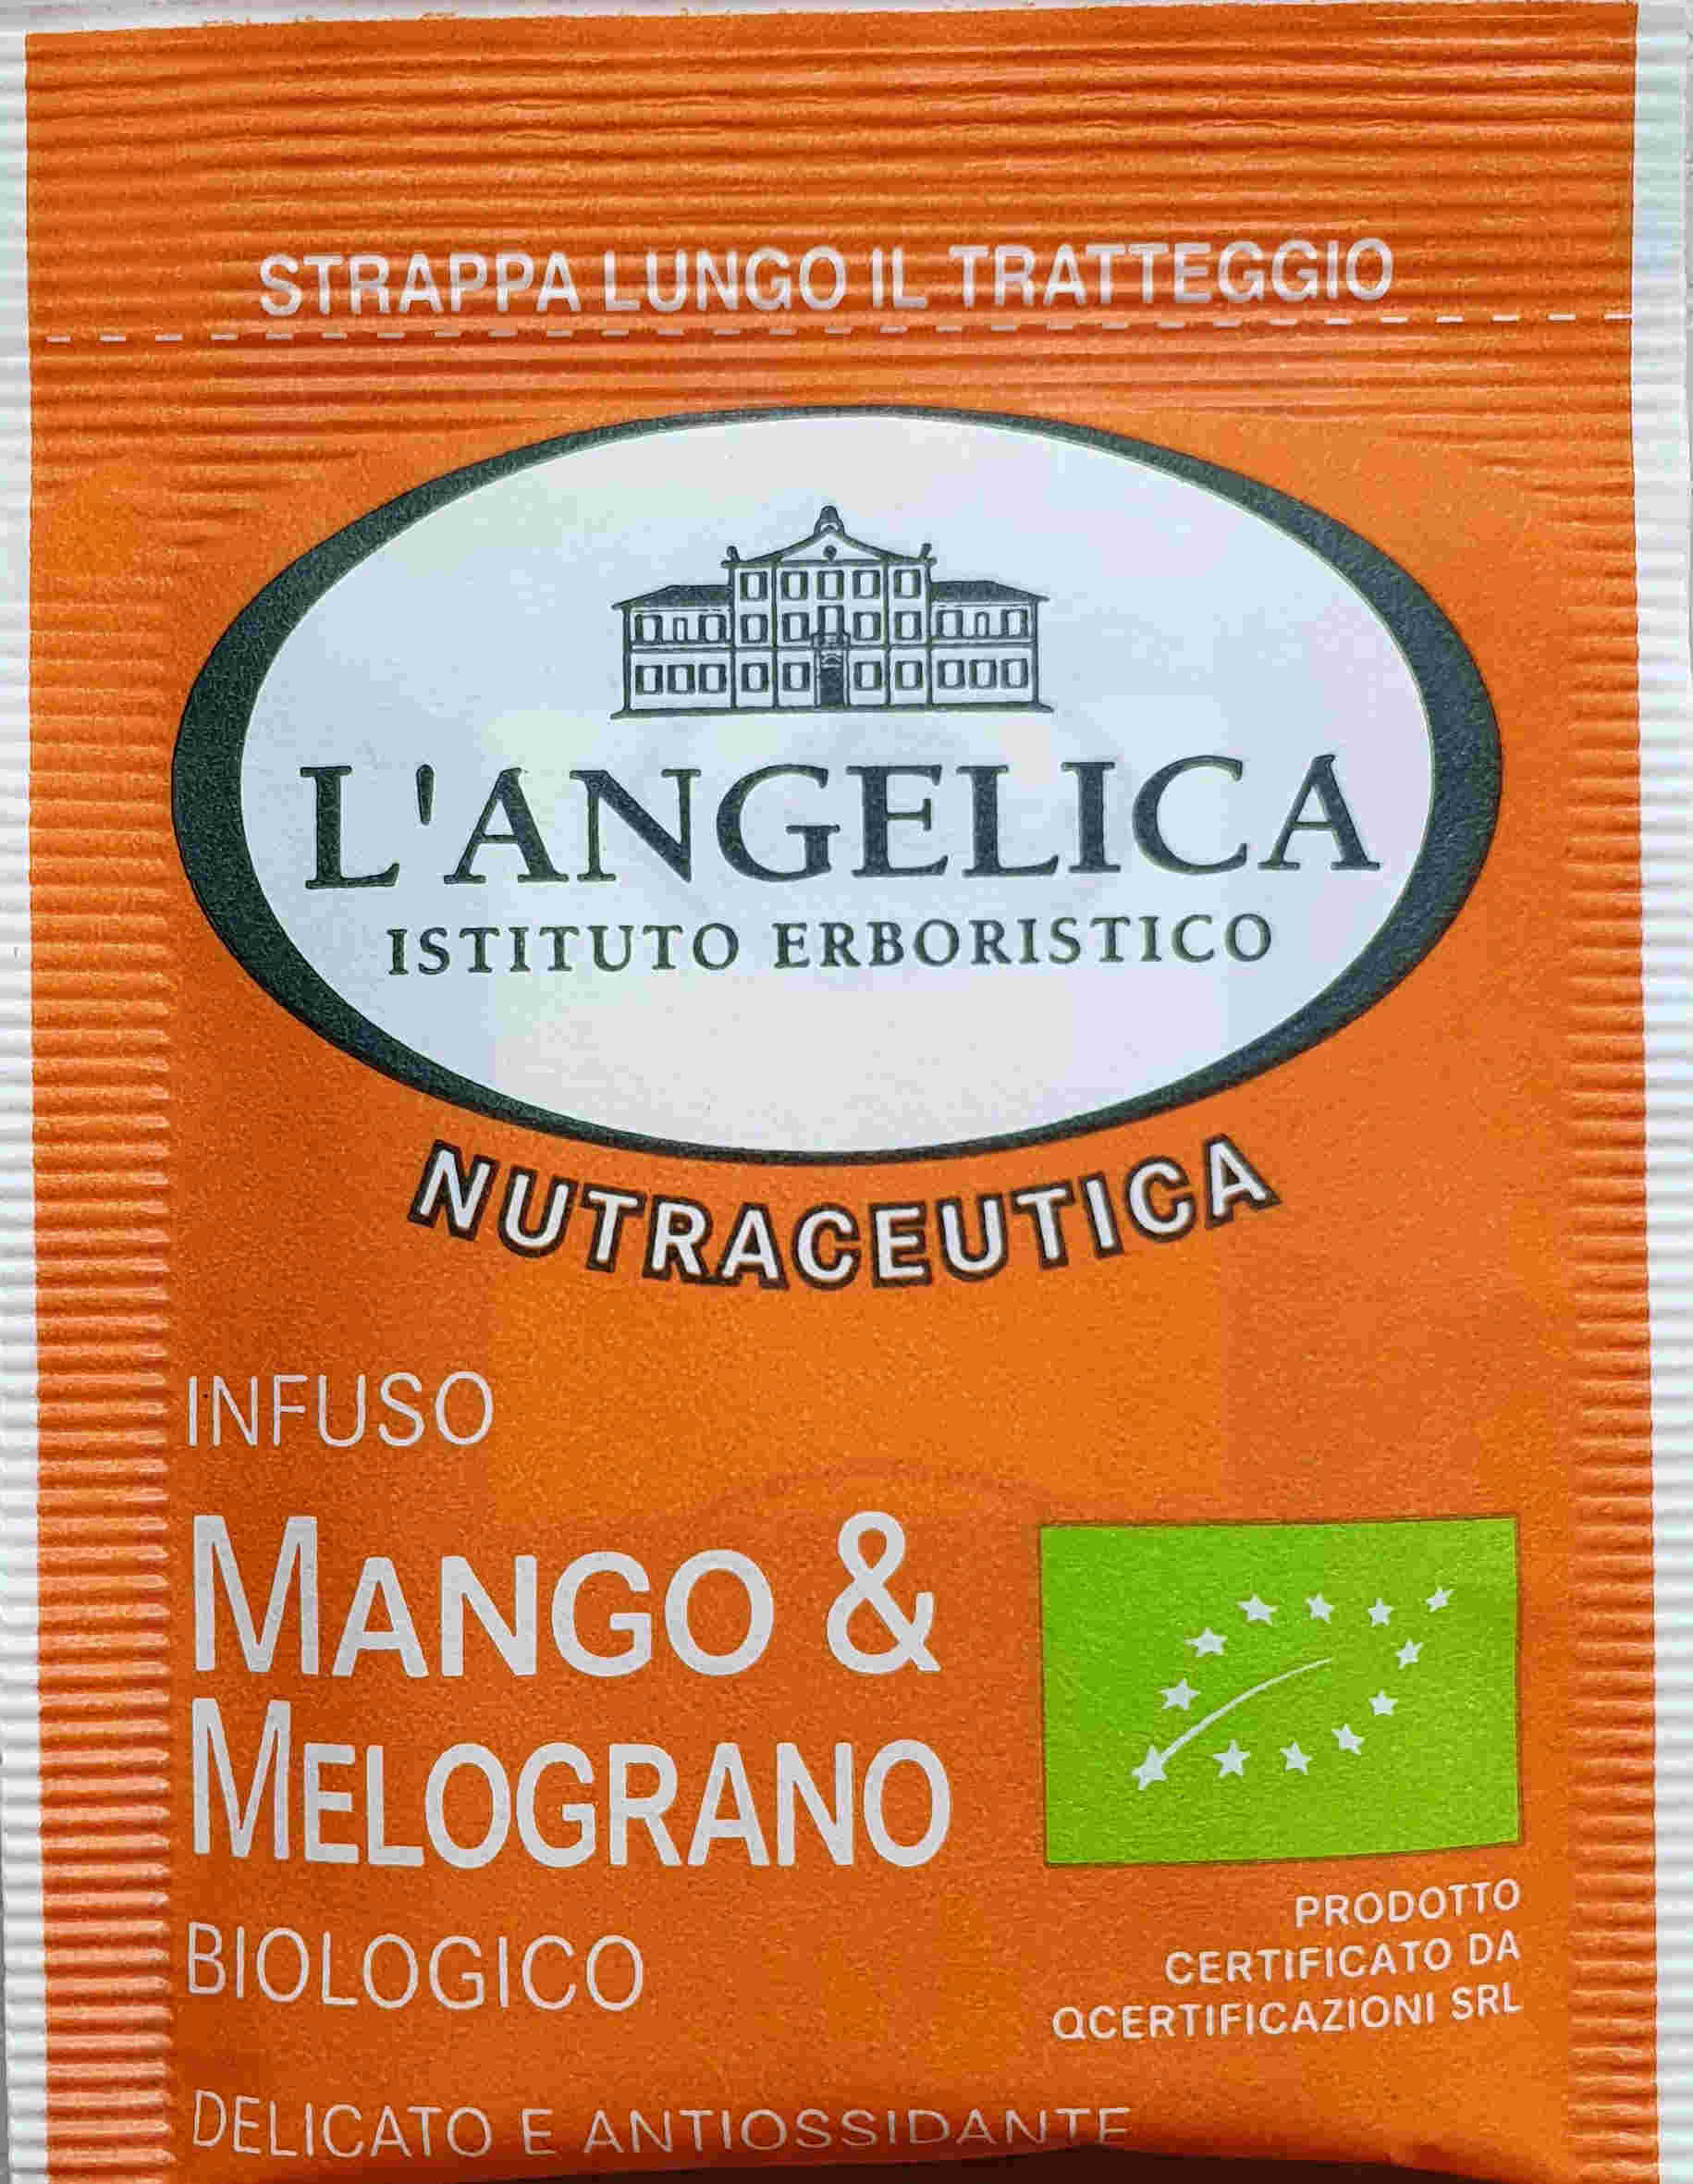 STRAPPA LUNGO IL TRATTEGGIO
L'ANGELICA
ISTITUTO ERBORISTICO
NUTRACEUTICA
INFUSO
MANGO &
MELOGRANO
BIOLOGICO
PRODOTTO
CERTIFICATO DA
QCERTIFICAZIONI SRL
DELICATO E ANTIOSSIDANTE